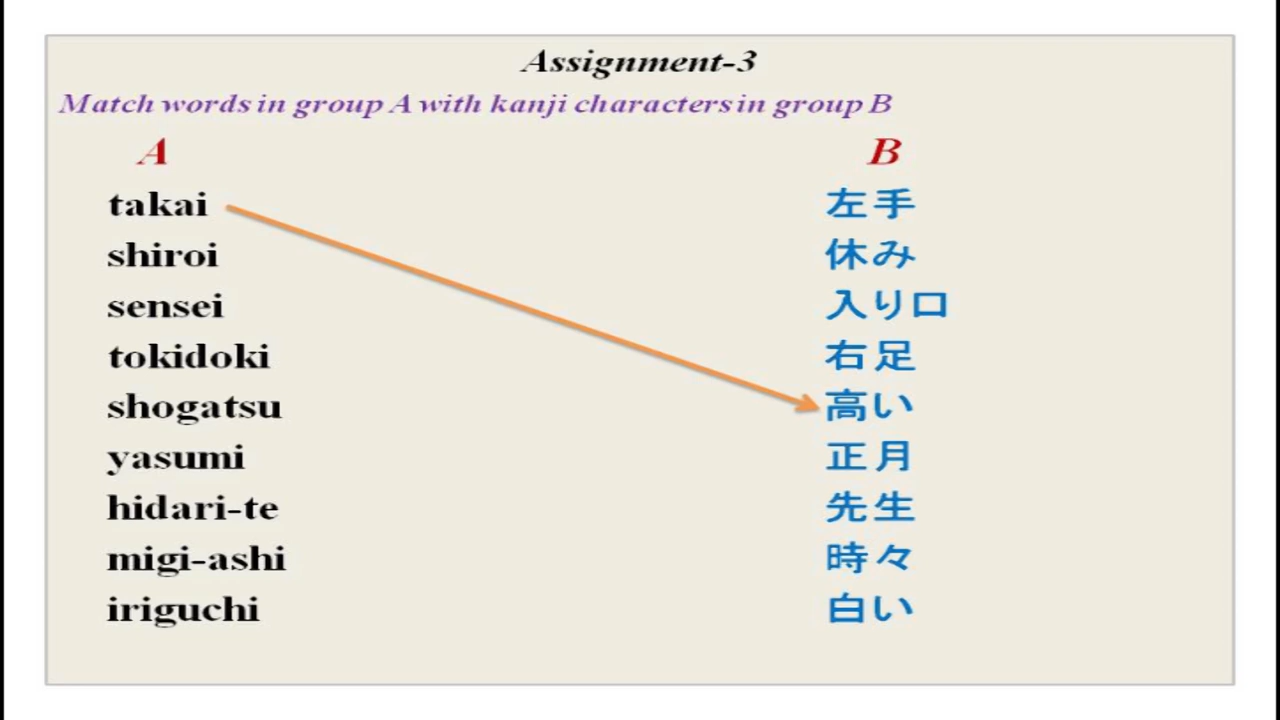 Assignment-3
Match words in group A with kanji characters in group B
A B
takai 左手
shiroi 休み
sensei 入り口
tokidoki 右足
shogatsu 高い
yasumi 正月
hidari-te 先生
migi-ashi 時々
iriguchi 白い